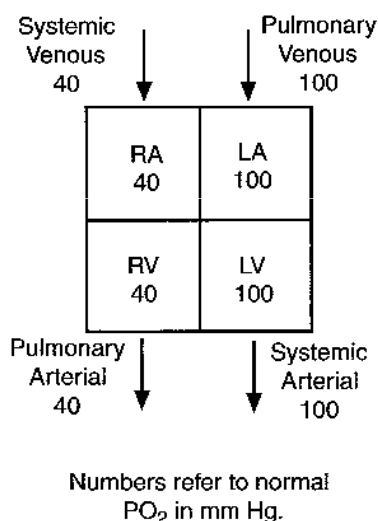 Systemic
Venous
40
Pulmonary
Venous
100
RA
40
LA
100
RV
40
LV
100
Pulmonary
Arterial
40
Systemic
Arterial
100
Numbers refer to normal
PO₂ in mm Hg.